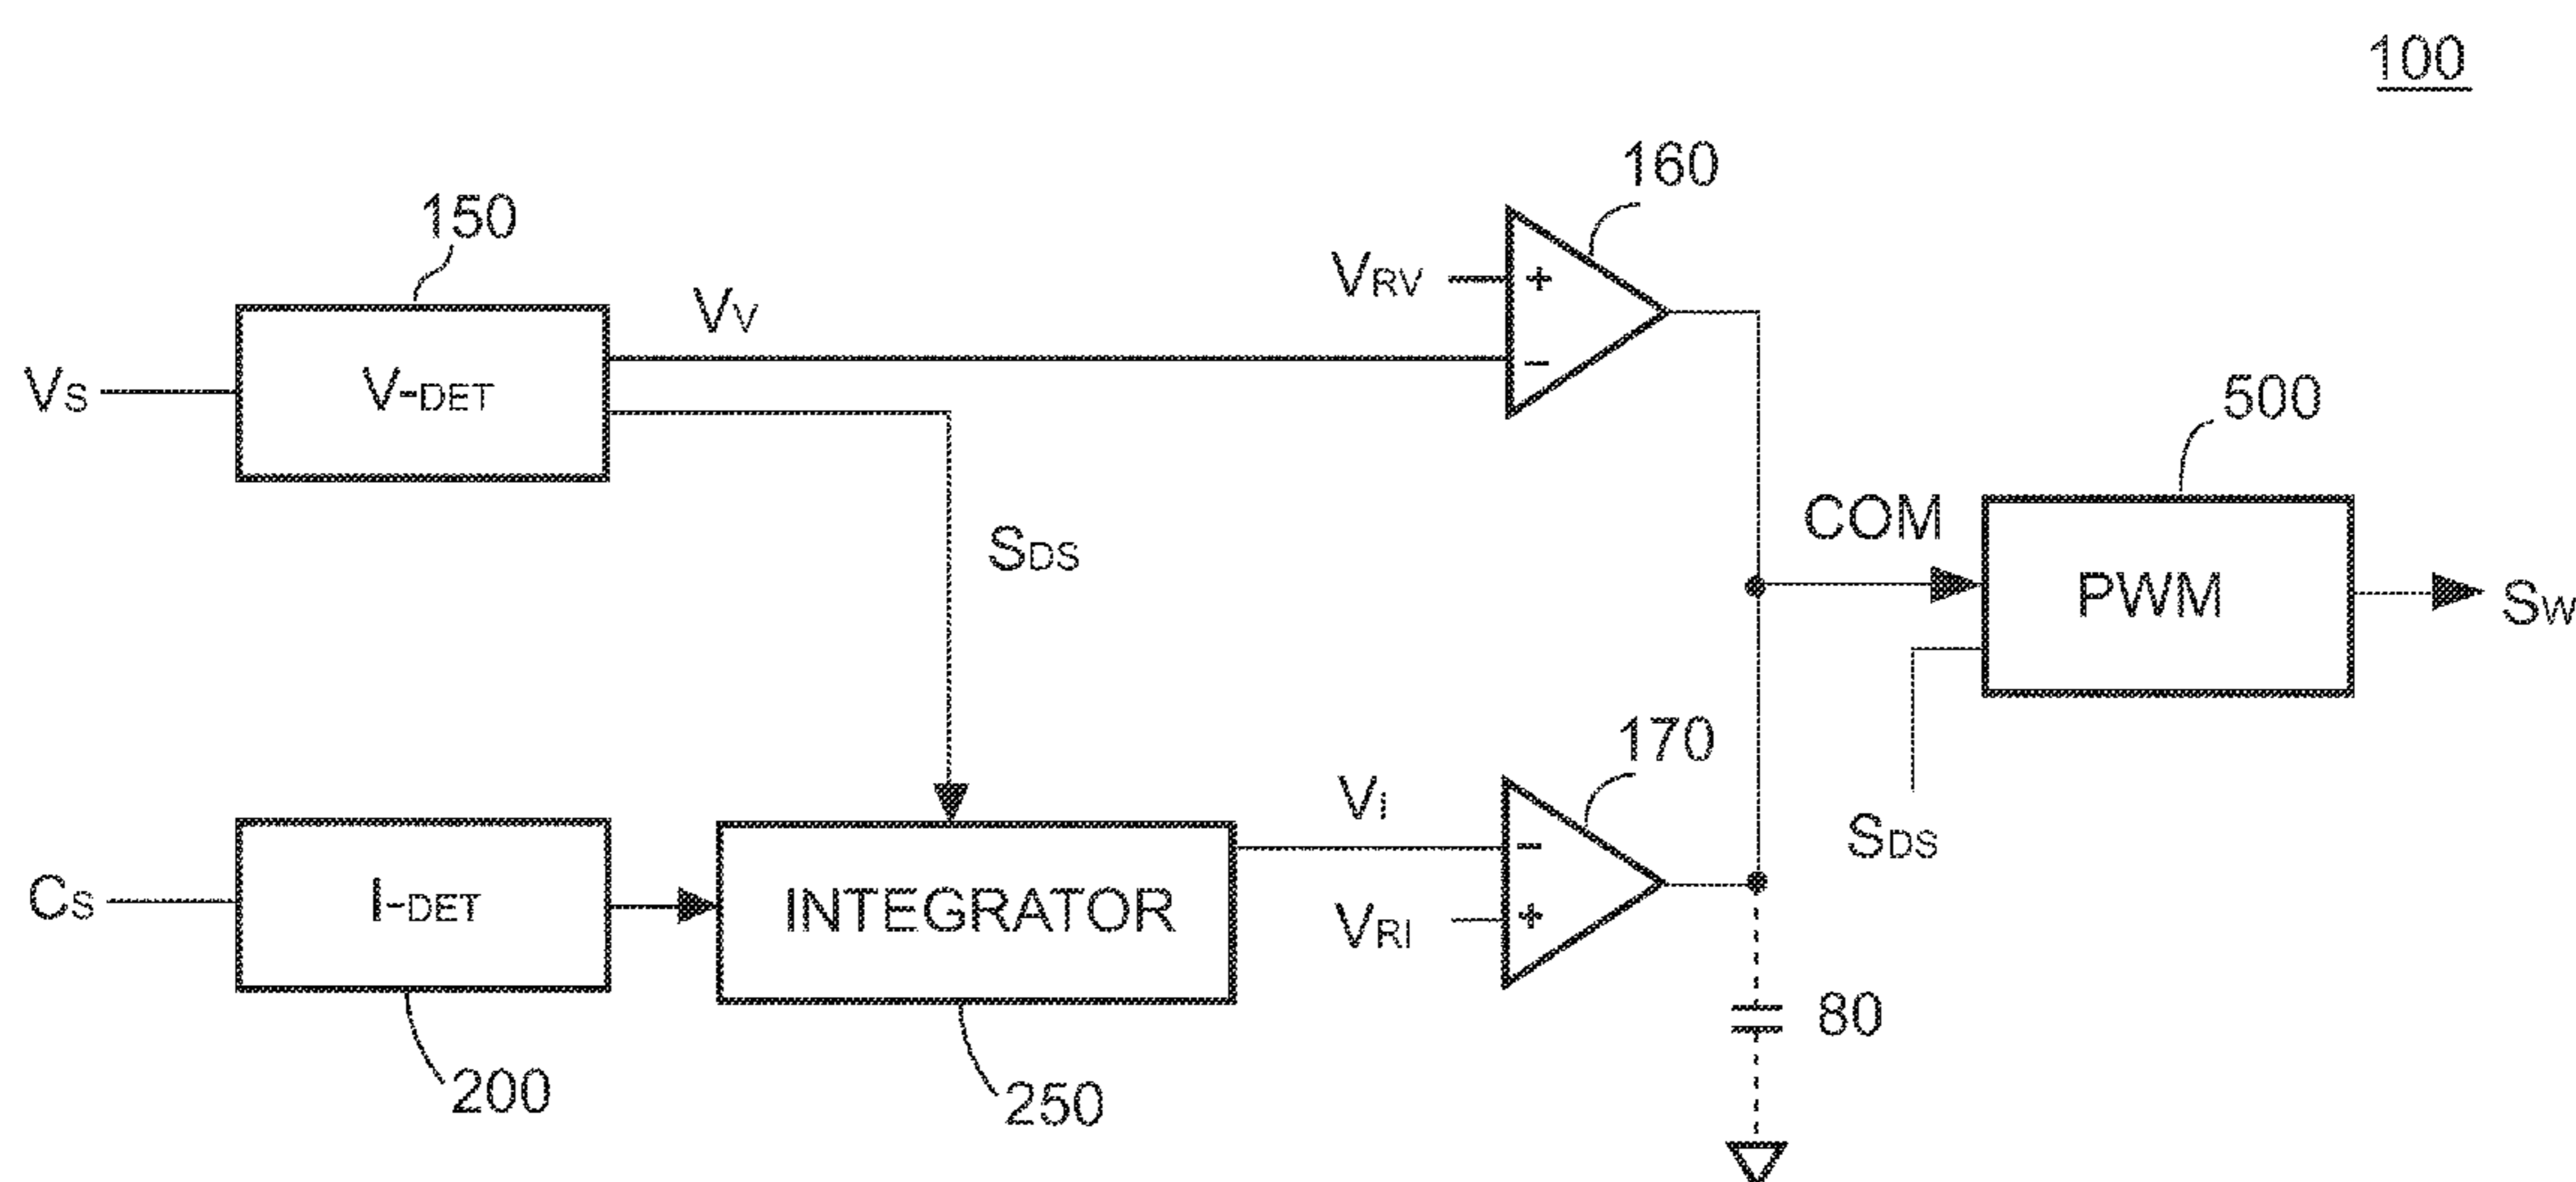 100
160
150
VRV
+
VV
−
VS
V-DET
500
SDS
COM
PWM
SW
170
VI
SDS
CS
I-DET
INTEGRATOR
−
VRI
+
80
200
250